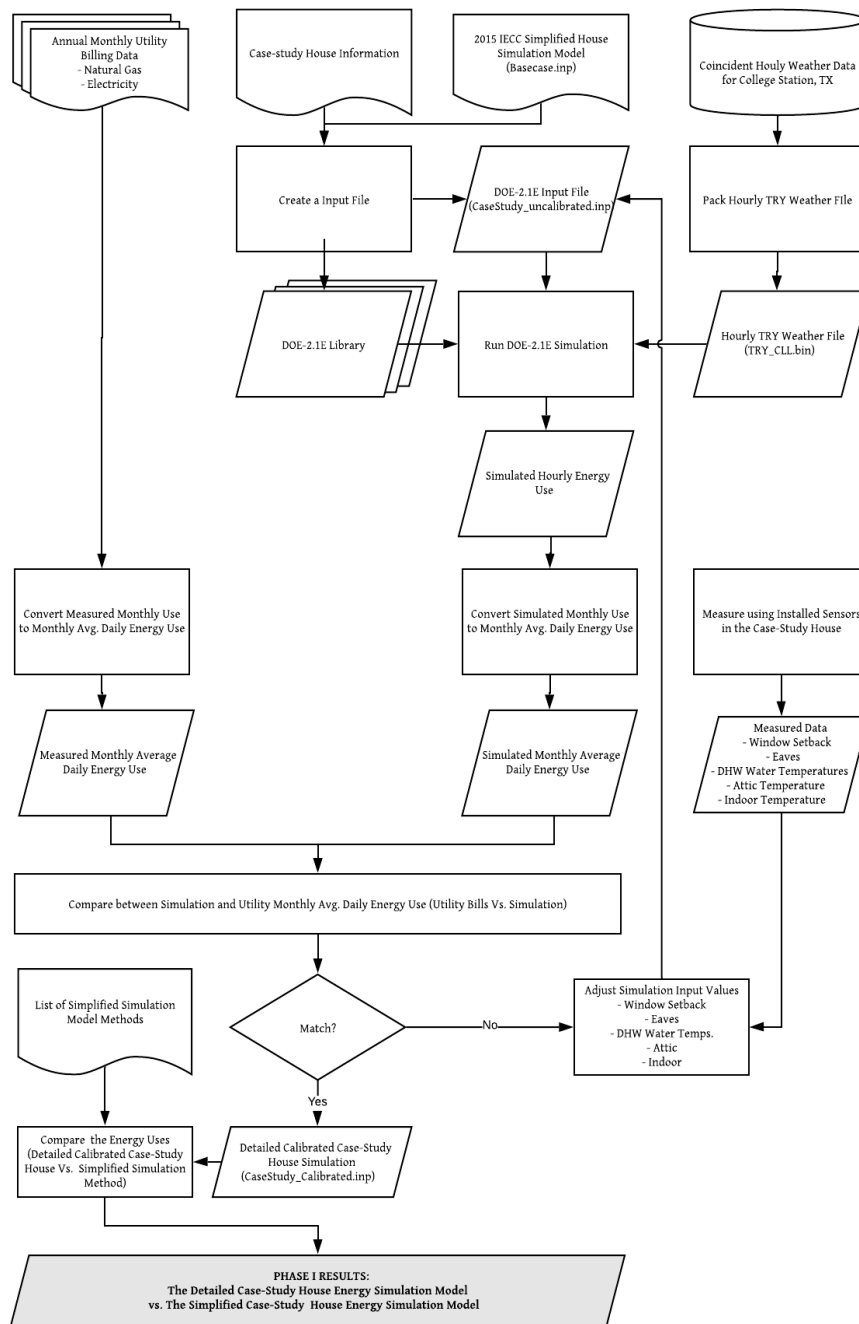 Annual Monthly Utility
Billing Data
- Natural Gas
- Electricity
Case-study House Information
2015 IECC Simplified House
Simulation Model
(Basecase.inp)
Coincident Houly Weather Data
for College Station, TX
Create a Input File
DOE-2.1E Input File
(CaseStudy_uncalibrated.inp)
Pack Hourly TRY Weather FIle
DOE-2.1E Library
Run DOE-2.1E Simulation
Hourly TRY Weather File
(TRY_CLL.bin)
Simulated Hourly Energy
Use
Convert Measured Monthly Use
to Monthly Avg. Daily Energy Use
Convert Simulated Monthly Use
to Monthly Avg. Daily Energy Use
Measure using Installed Sensors
in the Case-Study House
Measured Monthly Average
Daily Energy Use
Simulated Monthly Average
Daily Energy Use
Measured Data
- Window Setback
- Eaves
- DHW Water Temperatures
- Attic Temperature
- Indoor Temperature
Compare between Simulation and Utility Monthly Avg. Daily Energy Use (Utility Bills Vs. Simulation)
List of Simplified Simulation
Model Methods
Match?
No
Adjust Simulation Input Values
- Window Setback
- Eaves
- DHW Water Temps.
- Attic
- Indoor
Yes
Compare the Energy Uses
(Detailed Calibrated Case-Study
House Vs. Simplified Simulation
Method)
Detailed Calibrated Case-Study
House Simulation
(CaseStudy_Calibrated.inp)
PHASE I RESULTS:
The Detailed Case-Study House Energy Simulation Model
vs. The Simplified Case-Study House Energy Simulation Model